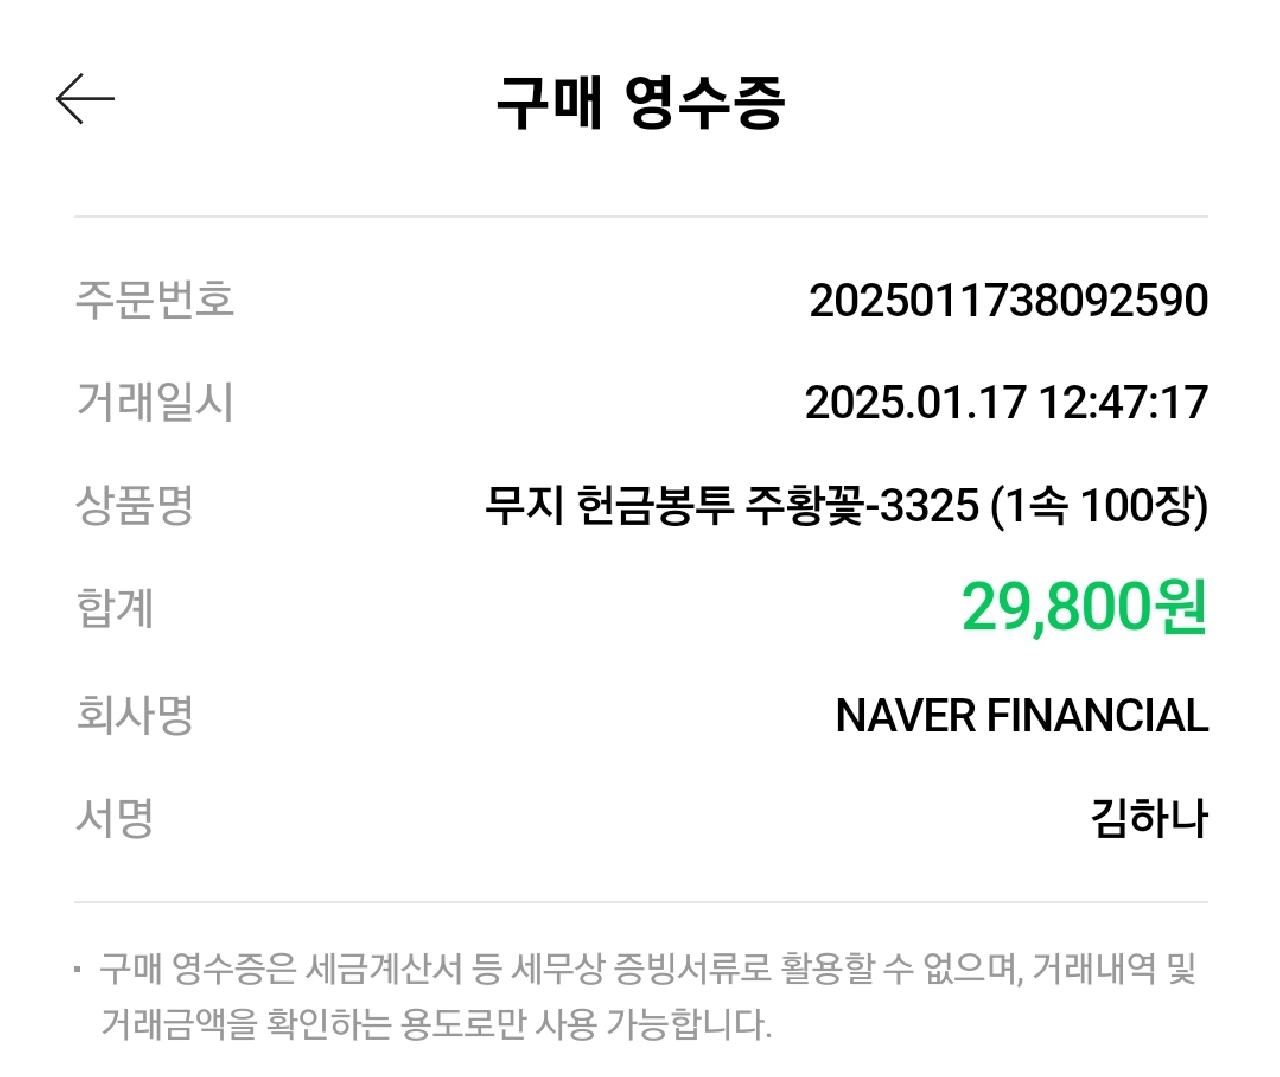 구매 영수증
주문번호 2025011738092590
거래일시 2025.01.17 12:47:17
상품명 무지 헌금봉투 주황꽃-3325 (1속 100장)
합계 29,800원
회사명 NAVER FINANCIAL
서명 김하나
· 구매 영수증은 세금계산서 등 세무상 증빙서류로 활용할 수 없으며, 거래내역 및
거래금액을 확인하는 용도로만 사용 가능합니다.